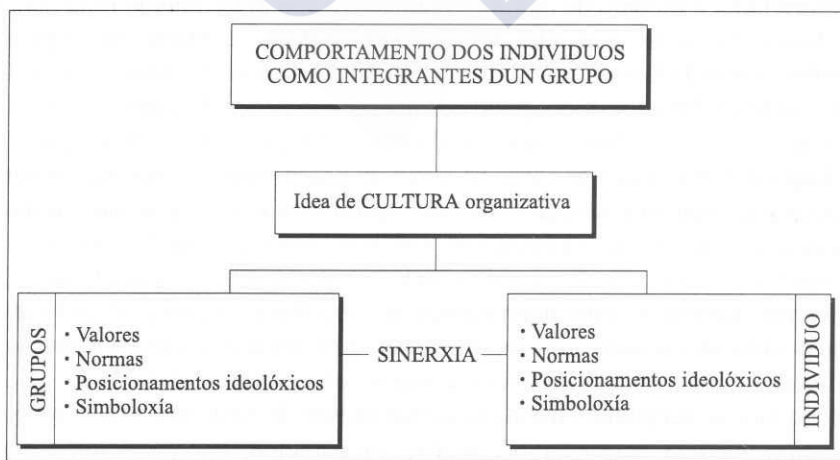 COMPORTAMENTO DOS INDIVIDUOS
COMO INTEGRANTES DUN GRUPO
Idea de CULTURA organizativa
GRUPOS
· Valores
· Normas
· Posicionamentos ideolóxicos
· Simboloxía
SINERXIA
· Valores
· Normas
· Posicionamentos ideolóxicos
· Simboloxía
INDIVIDUO